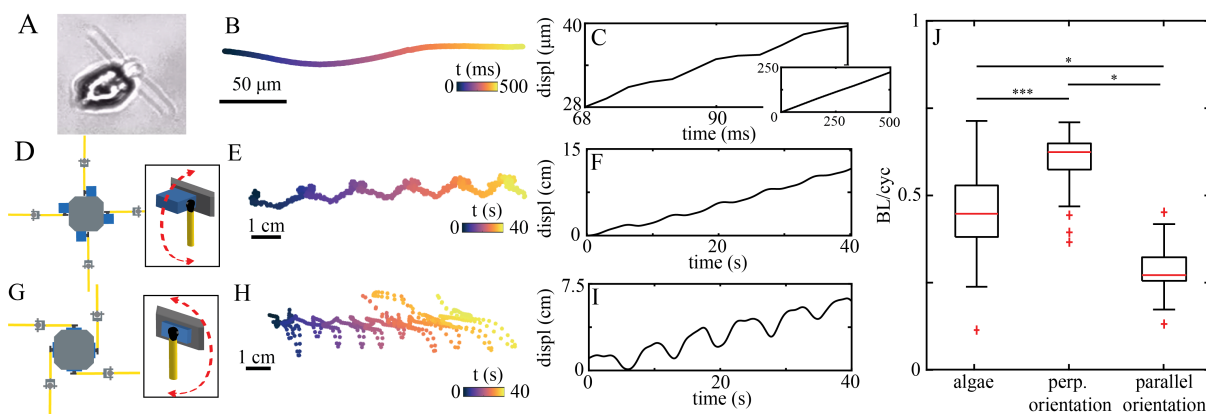 A
B
t (ms)
0 500
50 μm
C
displ (μm)
40
28
68
90
time (ms)
250
0
0
250
500
D
E
t (s)
0 40
1 cm
F
displ (cm)
15
0
0
20
40
time (s)
G
H
1 cm
t (s)
0 40
I
displ (cm)
7.5
0
0
20
40
time (s)
J
BL/cyc
1
0.5
0
*
***
*
algae
perp.
orientation
parallel
orientation